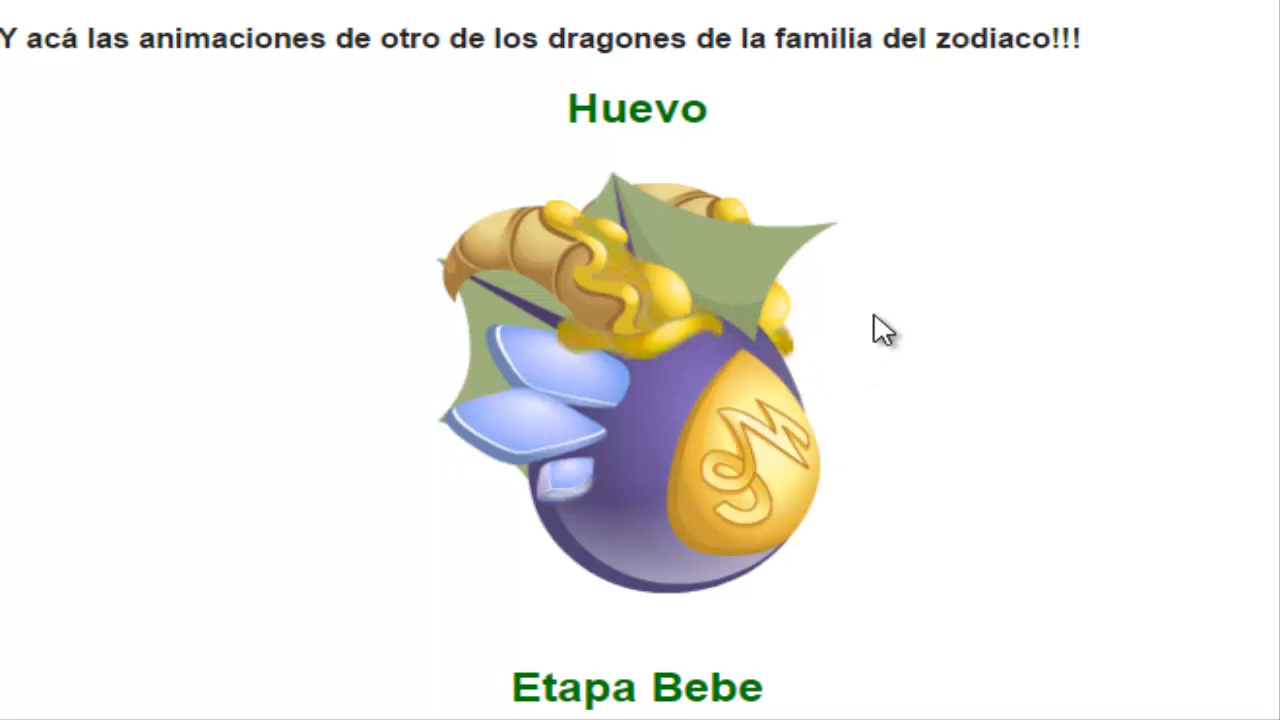 Y acá las animaciones de otro de los dragones de la familia del zodiaco!!!
Huevo
Etapa Bebe